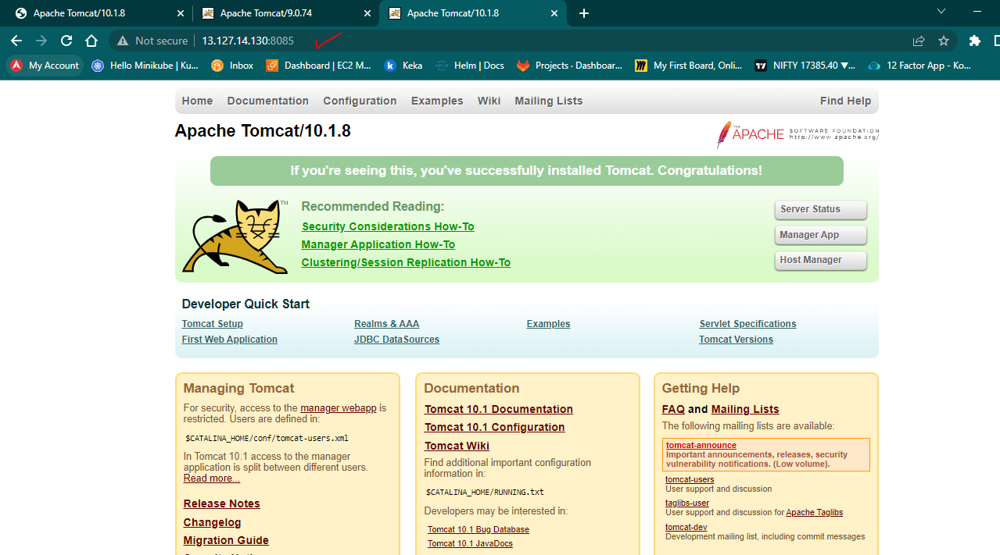 Apache Tomcat/10.1.8
Apache Tomcat/9.0.74
Apache Tomcat/10.1.8
Not secure
13.127.14.130:8085
My Account
Hello Minikube | Ku...
Inbox
Dashboard | EC2 M...
Keka
Helm | Docs
Projects · Dashboar...
My First Board, Onli...
NIFTY 17385.40 ▼...
12 Factor App - Ko...
Home
Documentation
Configuration
Examples
Wiki
Mailing Lists
Find Help
Apache Tomcat/10.1.8
THE
APACHE
SOFTWARE FOUNDATION
http://www.apache.org/
If you're seeing this, you've successfully installed Tomcat. Congratulations!
TM
Recommended Reading:
Security Considerations How-To
Manager Application How-To
Clustering/Session Replication How-To
Server Status
Manager App
Host Manager
Developer Quick Start
Tomcat Setup
First Web Application
Realms & AAA
JDBC DataSources
Examples
Servlet Specifications
Tomcat Versions
Managing Tomcat
For security, access to the manager webapp is
restricted. Users are defined in:
$CATALINA_HOME/conf/tomcat-users.xml
In Tomcat 10.1 access to the manager
application is split between different users.
Read more...
Release Notes
Changelog
Migration Guide
Documentation
Tomcat 10.1 Documentation
Tomcat 10.1 Configuration
Tomcat Wiki
Find additional important configuration
information in:
$CATALINA_HOME/RUNNING.txt
Developers may be interested in:
Tomcat 10.1 Bug Database
Tomcat 10.1 JavaDocs
Getting Help
FAQ and Mailing Lists
The following mailing lists are available:
tomcat-announce
Important announcements, releases, security
vulnerability notifications. (Low volume).
tomcat-users
User support and discussion
taglibs-user
User support and discussion for Apache Taglibs
tomcat-dev
Development mailing list, including commit messages